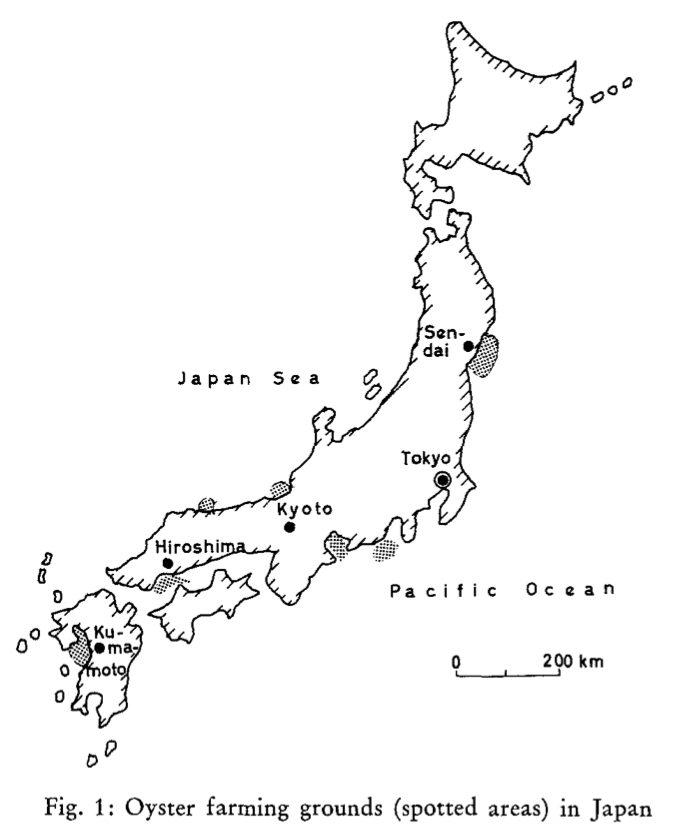 Sen-
dai
Japan Sea
Tokyo
Kyoto
Hiroshima
Pacific Ocean
Ku-
ma-
moto
0 200 km
Fig. 1: Oyster farming grounds (spotted areas) in Japan